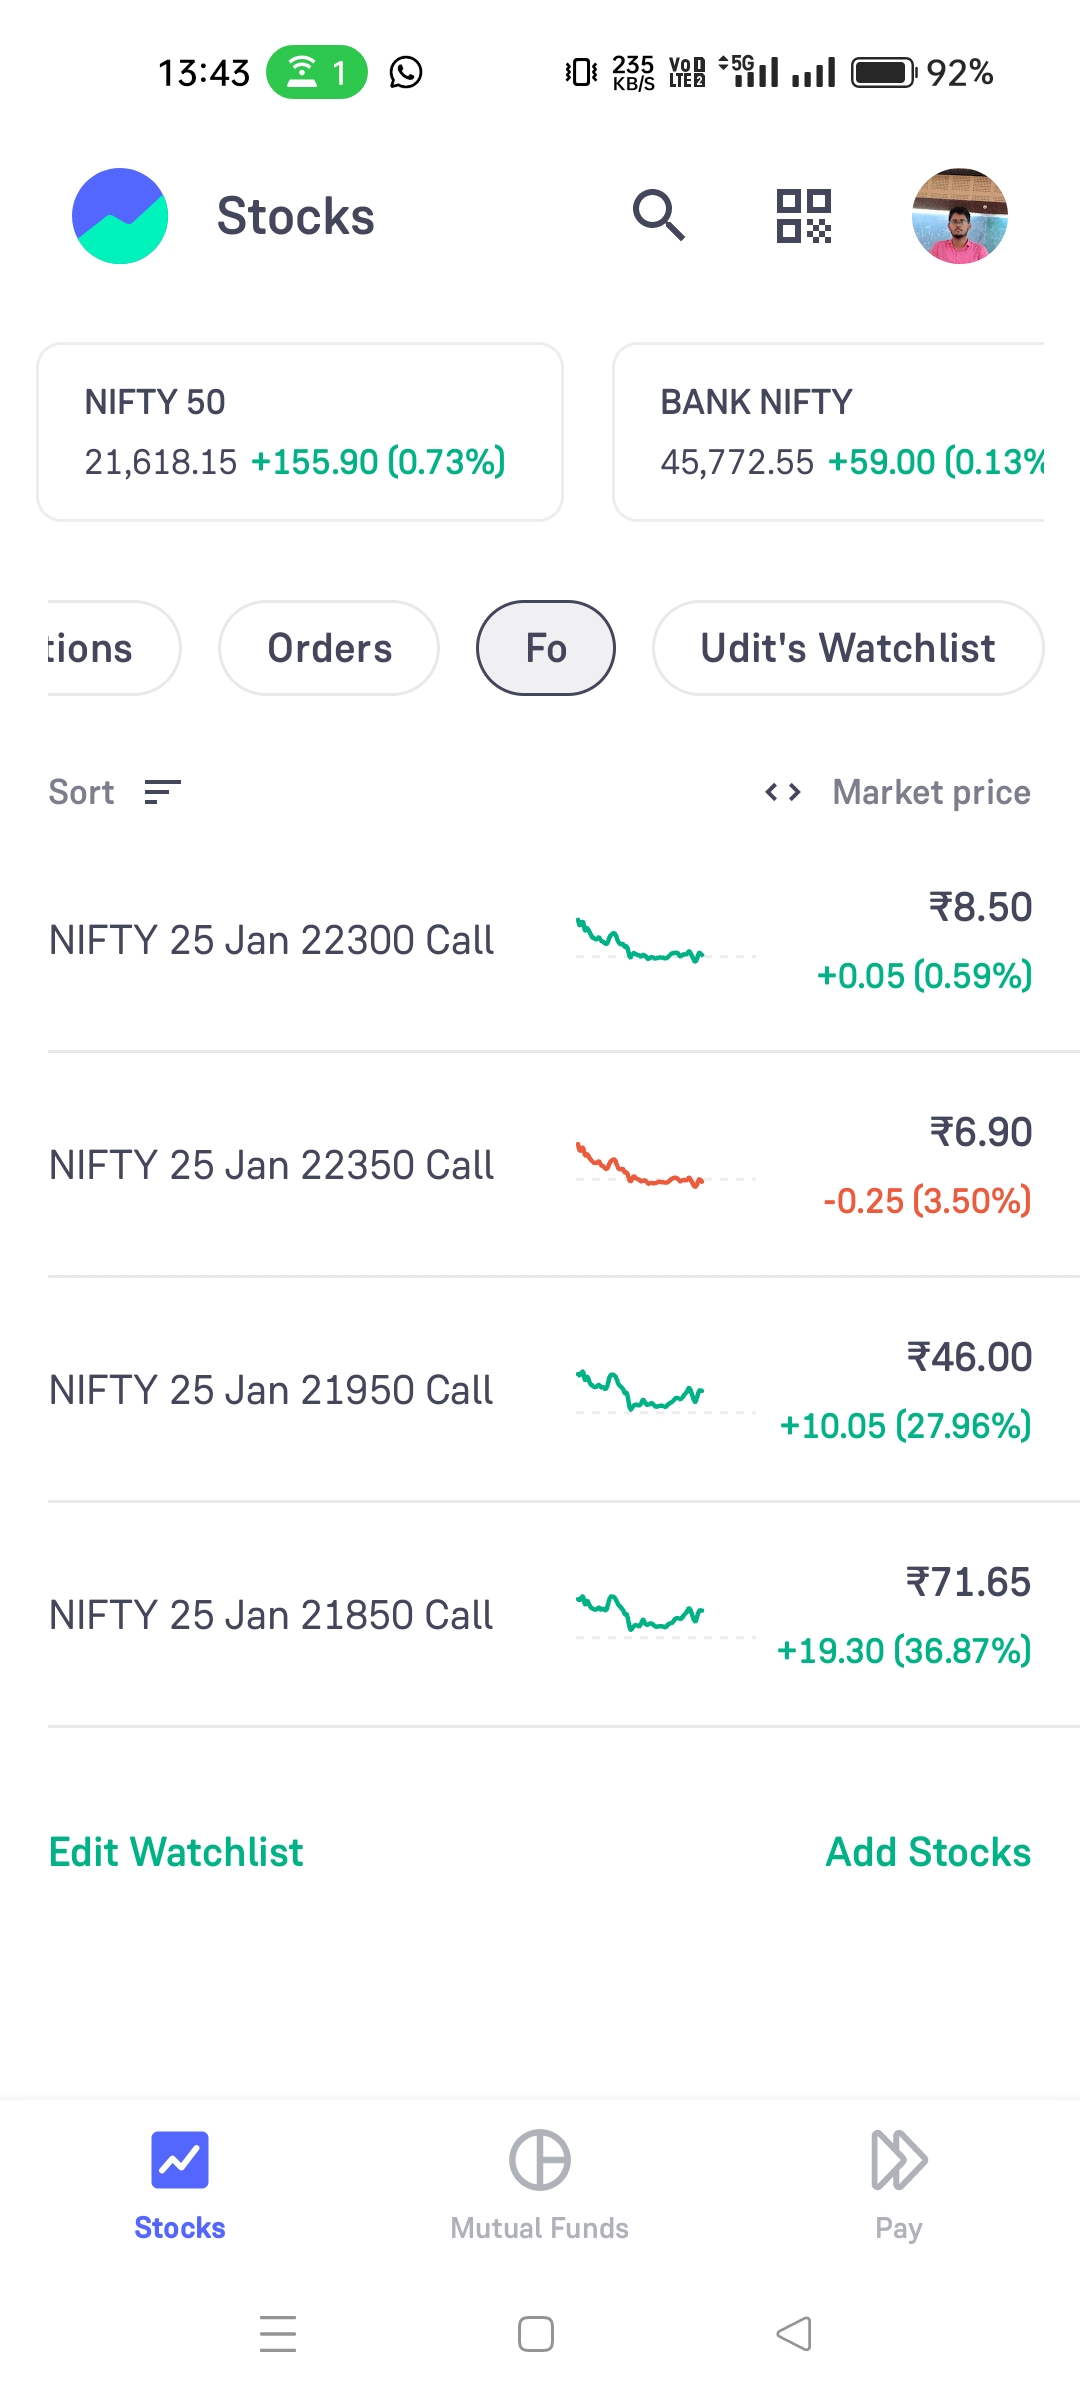 13:43 1 235 KB/S VoLTE 1 2 5G 92%
Stocks
NIFTY 50
21,618.15 +155.90 (0.73%)
BANK NIFTY
45,772.55 +59.00 (0.13%
tions Orders Fo Udit's Watchlist
Sort <> Market price
NIFTY 25 Jan 22300 Call ₹8.50
+0.05 (0.59%)
NIFTY 25 Jan 22350 Call ₹6.90
-0.25 (3.50%)
NIFTY 25 Jan 21950 Call ₹46.00
+10.05 (27.96%)
NIFTY 25 Jan 21850 Call ₹71.65
+19.30 (36.87%)
Edit Watchlist Add Stocks
Stocks Mutual Funds Pay